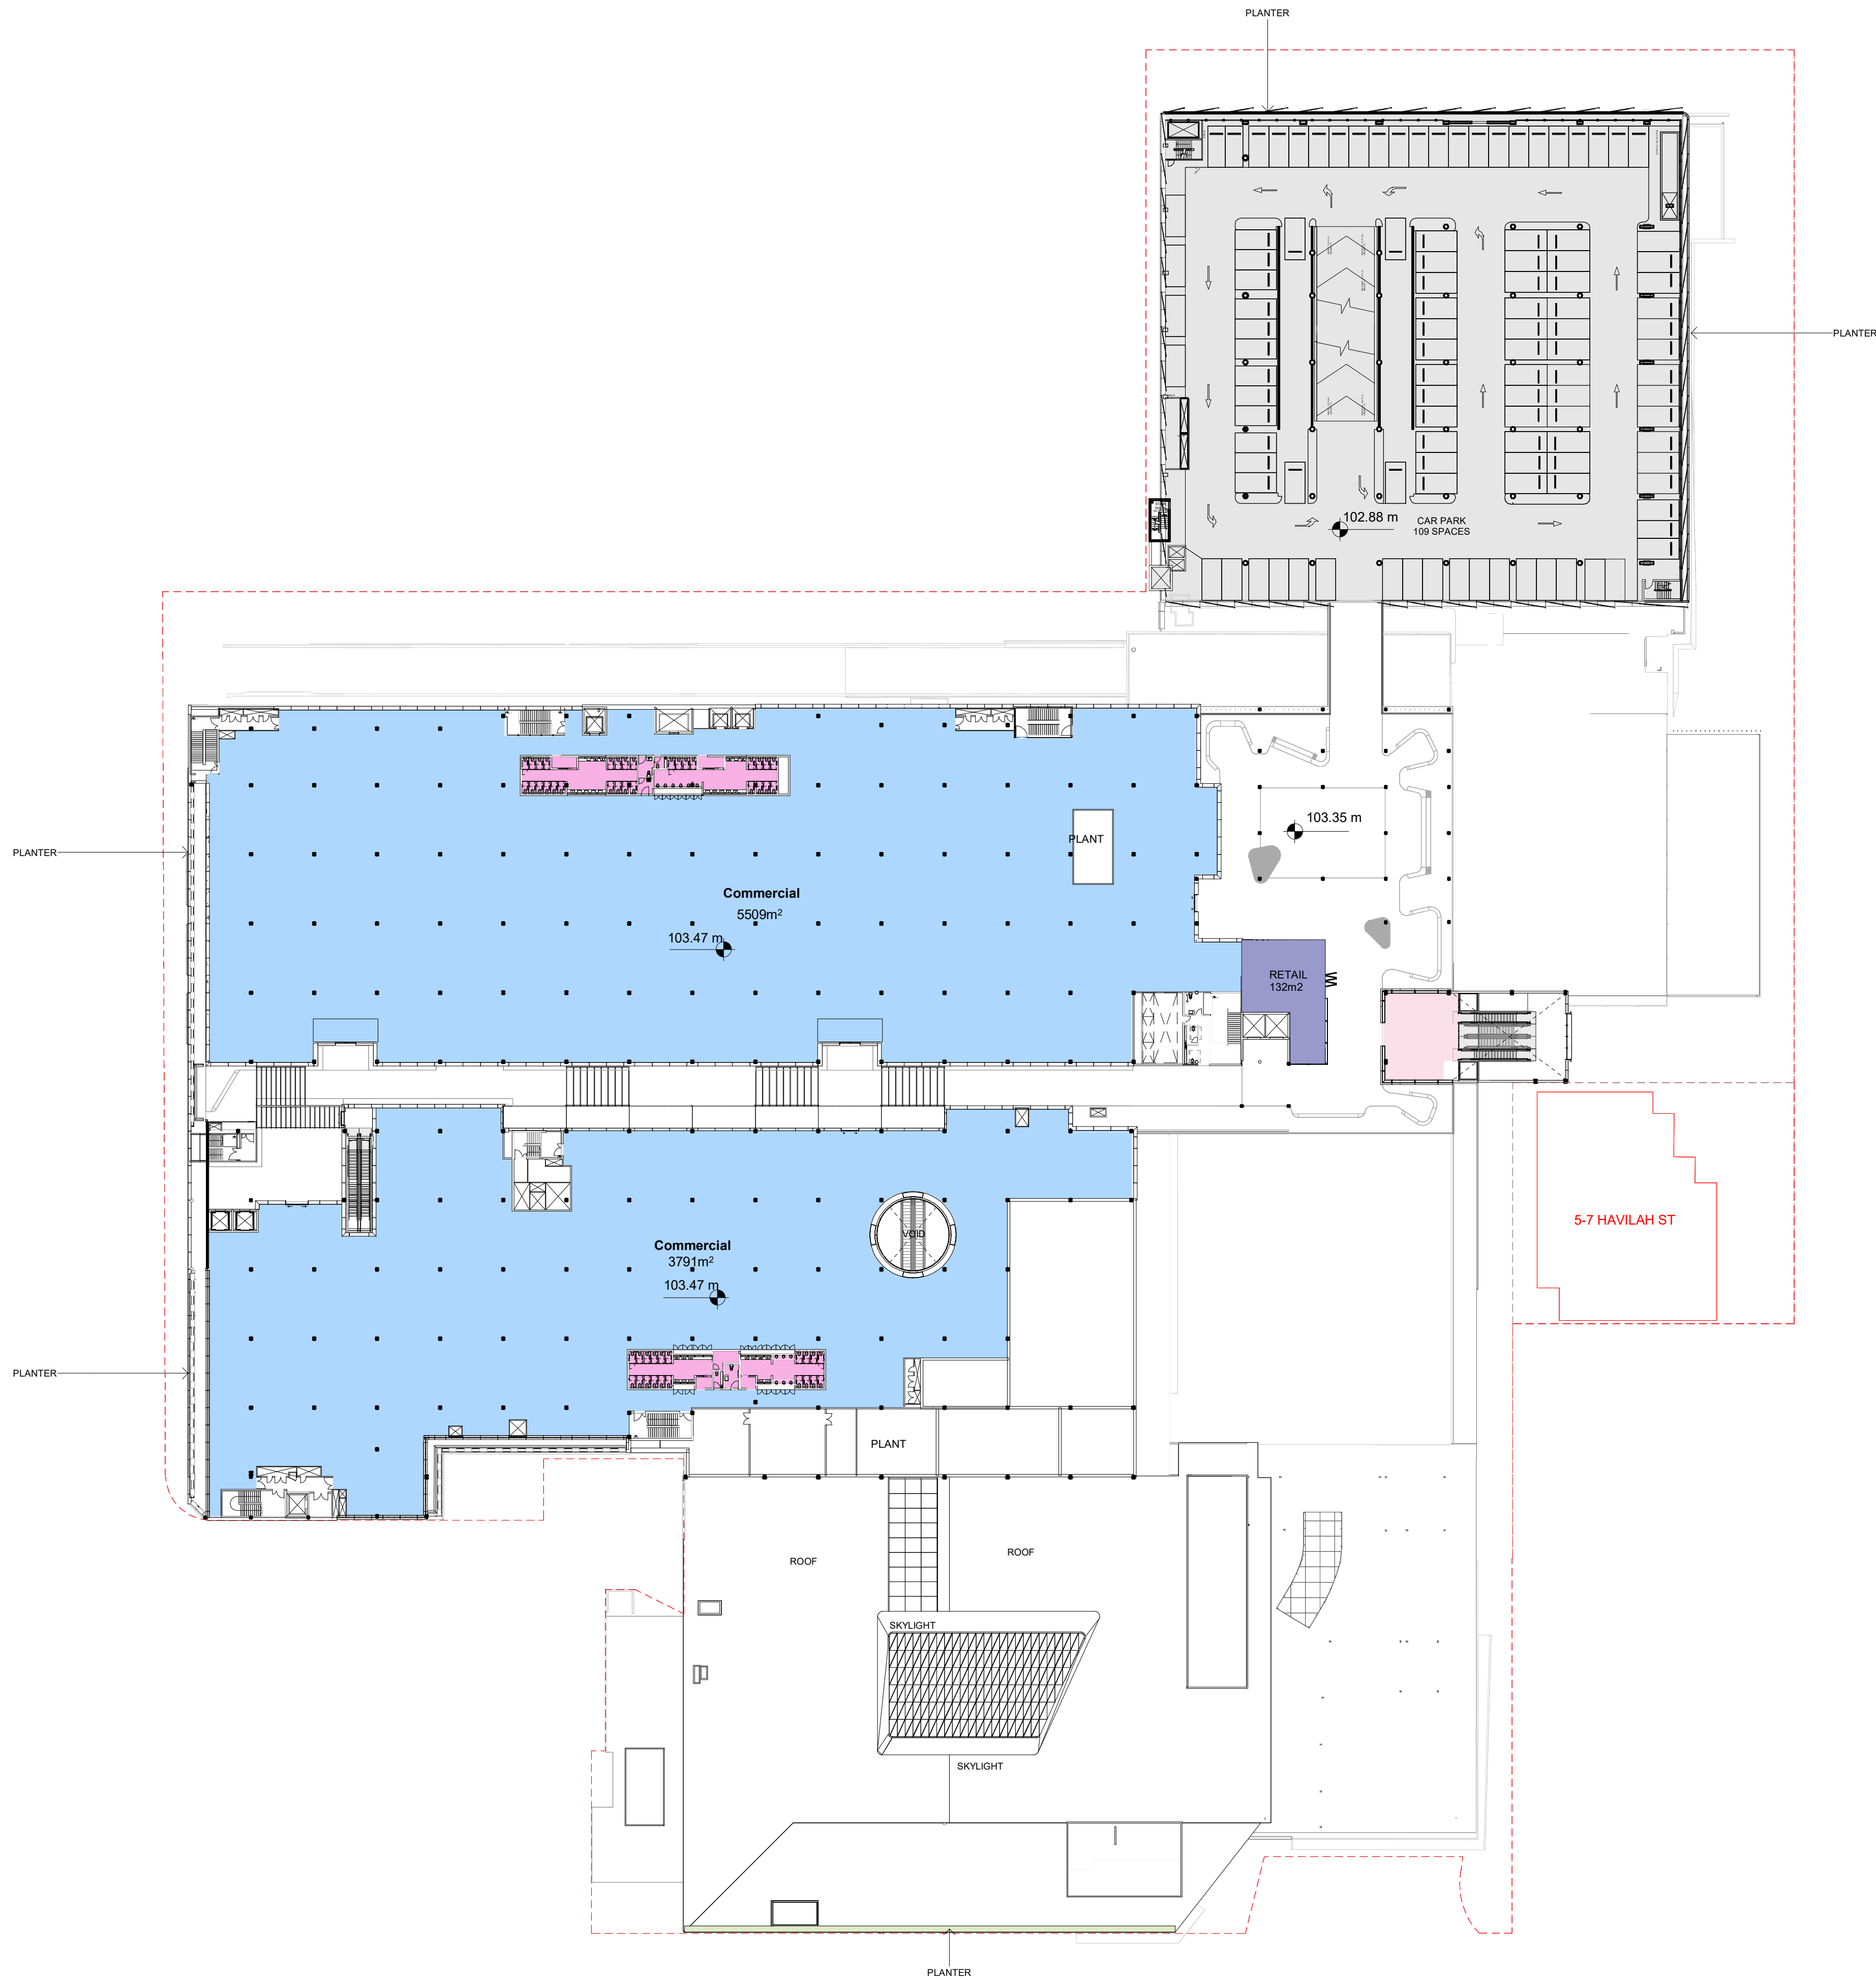 PLANTER
PLANTER
102.88 m
CAR PARK
109 SPACES
103.35 m
PLANT
PLANTER
Commercial
5509m²
103.47 m
RETAIL
132m2
5-7 HAVILAH ST
VOID
Commercial
3791m²
103.47 m
PLANTER
PLANT
ROOF
ROOF
SKYLIGHT
SKYLIGHT
PLANTER